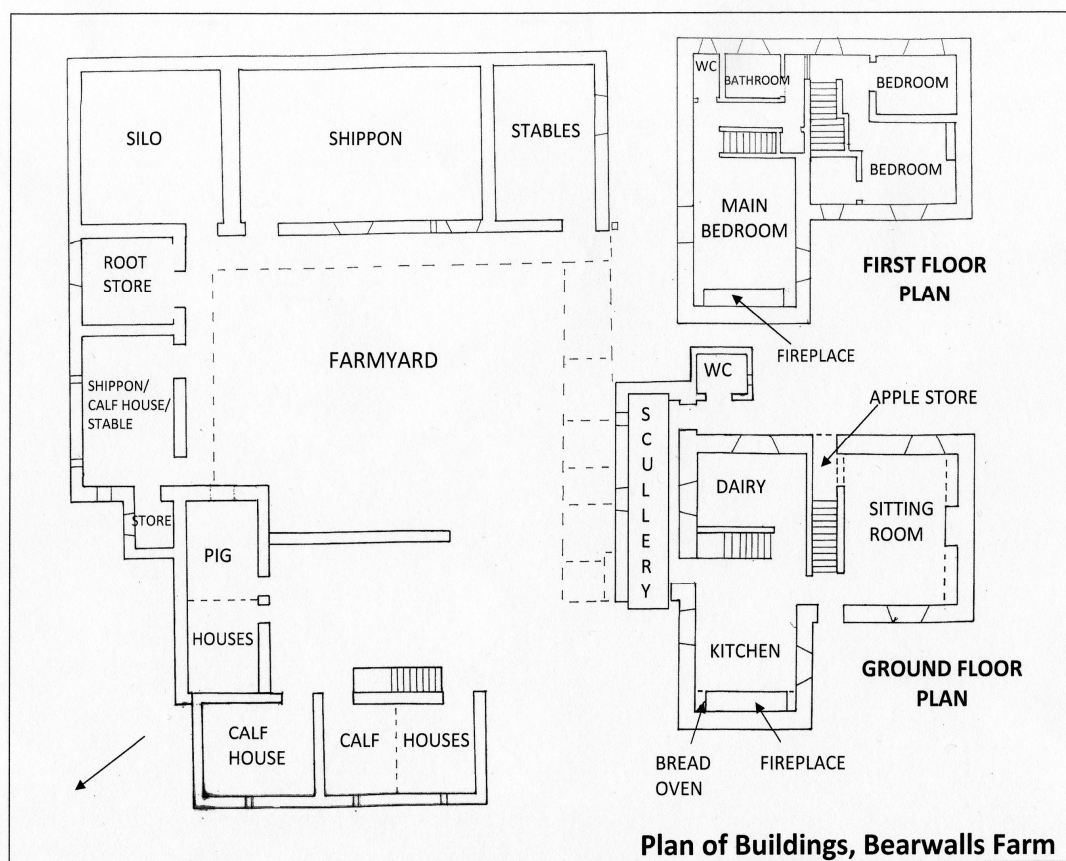 SILO
SHIPPON
STABLES
ROOT
STORE
SHIPPON/
CALF HOUSE/
STABLE
FARMYARD
STORE
PIG
HOUSES
CALF
HOUSE
CALF
HOUSES
WC
BATHROOM
BEDROOM
BEDROOM
MAIN
BEDROOM
FIRST FLOOR
PLAN
FIREPLACE
WC
APPLE STORE
SCULLERY
DAIRY
SITTING
ROOM
KITCHEN
GROUND FLOOR
PLAN
BREAD
OVEN
FIREPLACE
Plan of Buildings, Bearwalls Farm